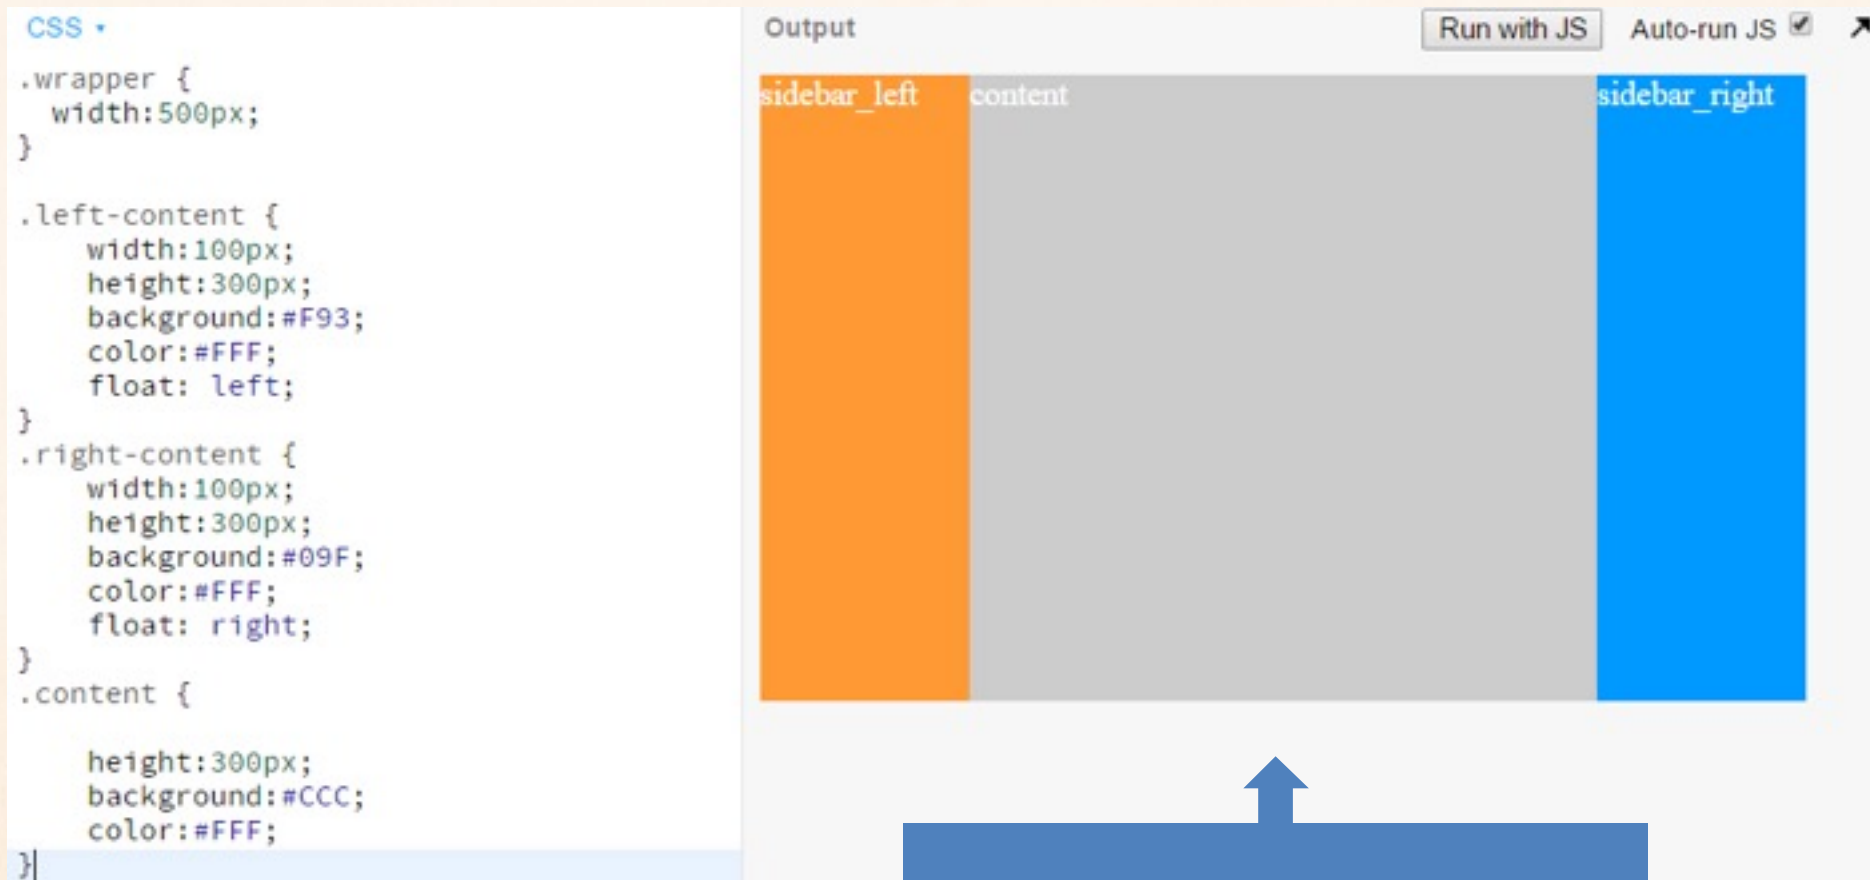 CSS
.wrapper {
  width:500px;
}
.left-content {
    width:100px;
    height:300px;
    background:#F93;
    color:#FFF;
    float: left;
}
.right-content {
    width:100px;
    height:300px;
    background:#09F;
    color:#FFF;
    float: right;
}
.content {
    height:300px;
    background:#CCC;
    color:#FFF;
}
Output Run with JS Auto-run JS
sidebar_left content sidebar_right